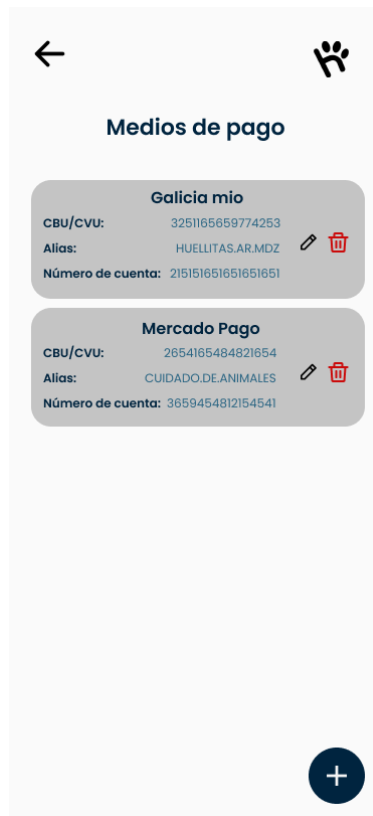 Medios de pago
Galicia mio
CBU/CVU: 3251165659774253
Alias: HUELLITAS.AR.MDZ
Número de cuenta: 215151651651651651
Mercado Pago
CBU/CVU: 2654165484821654
Alias: CUIDADO.DE.ANIMALES
Número de cuenta: 3659454812154541